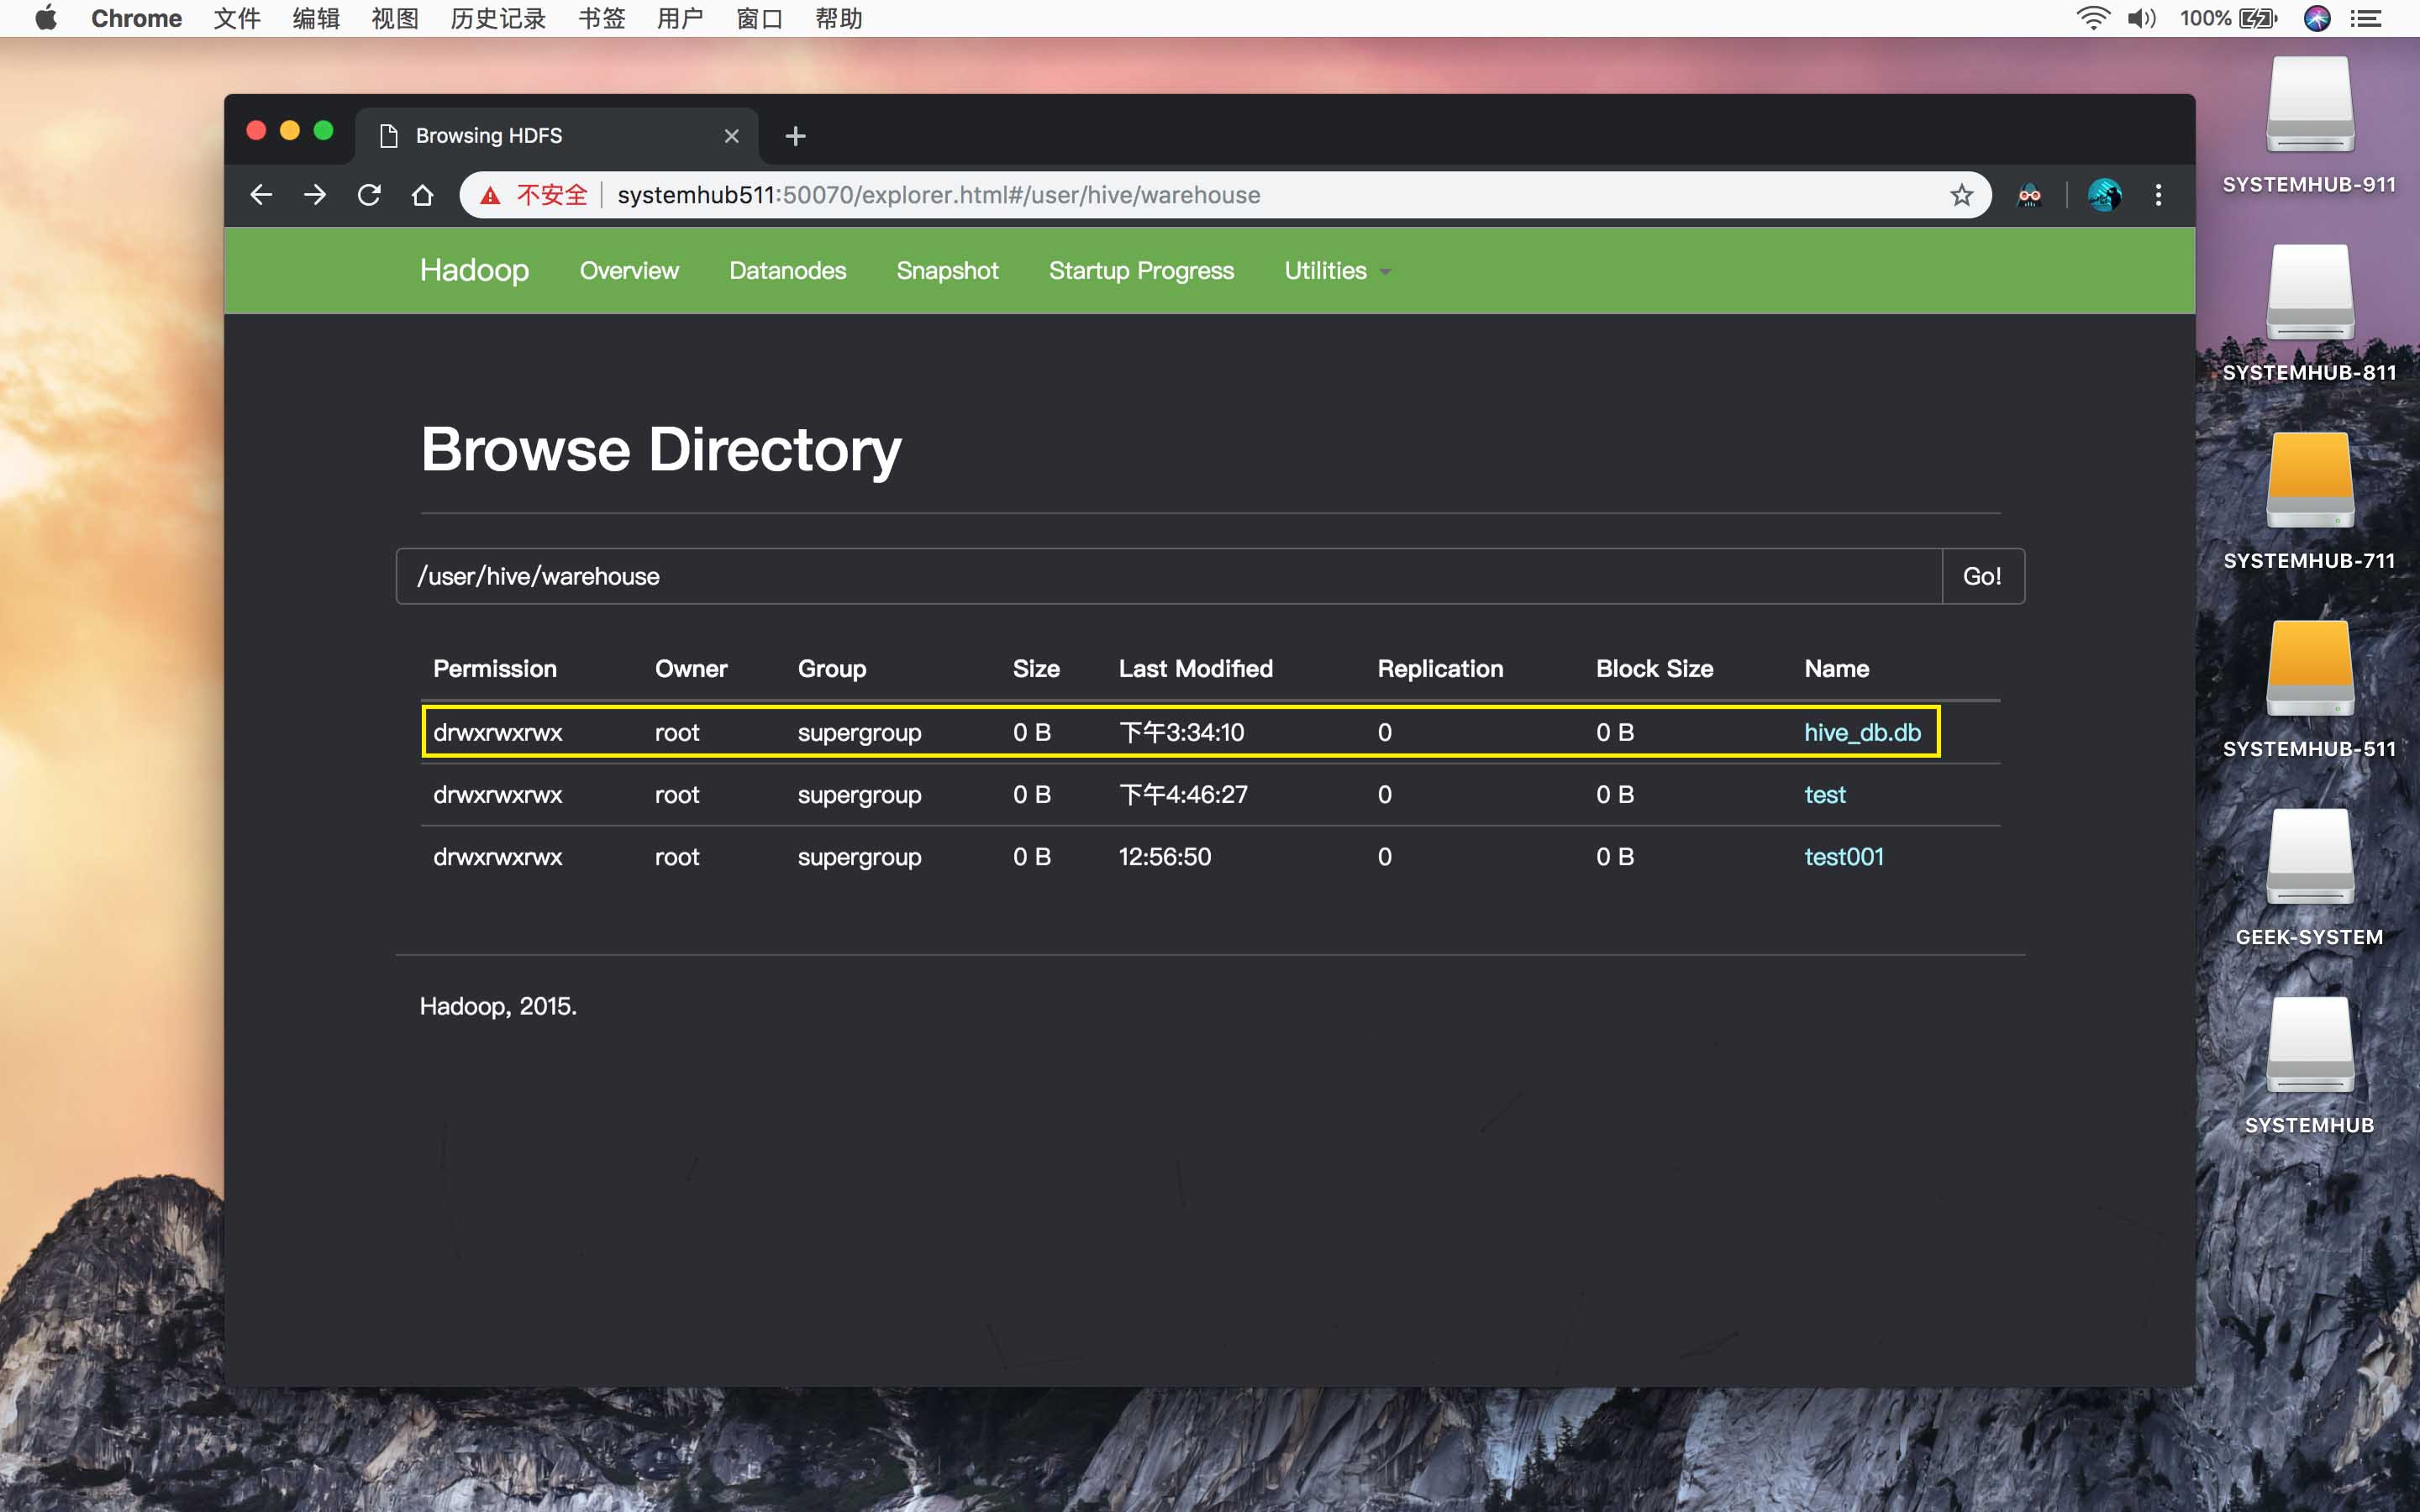 Chrome 文件 编辑 视图 历史记录 书签 用户 窗口 帮助 100%
Browsing HDFS
不安全 systemhub511:50070/explorer.html#/user/hive/warehouse
Hadoop Overview Datanodes Snapshot Startup Progress Utilities
Browse Directory
/user/hive/warehouse Go!
Permission Owner Group Size Last Modified Replication Block Size Name
drwxrwxrwx root supergroup 0 B 下午3:34:10 0 0 B hive_db.db
drwxrwxrwx root supergroup 0 B 下午4:46:27 0 0 B test
drwxrwxrwx root supergroup 0 B 12:56:50 0 0 B test001
Hadoop, 2015.
SYSTEMHUB-911
SYSTEMHUB-811
SYSTEMHUB-711
SYSTEMHUB-511
GEEK-SYSTEM
SYSTEMHUB